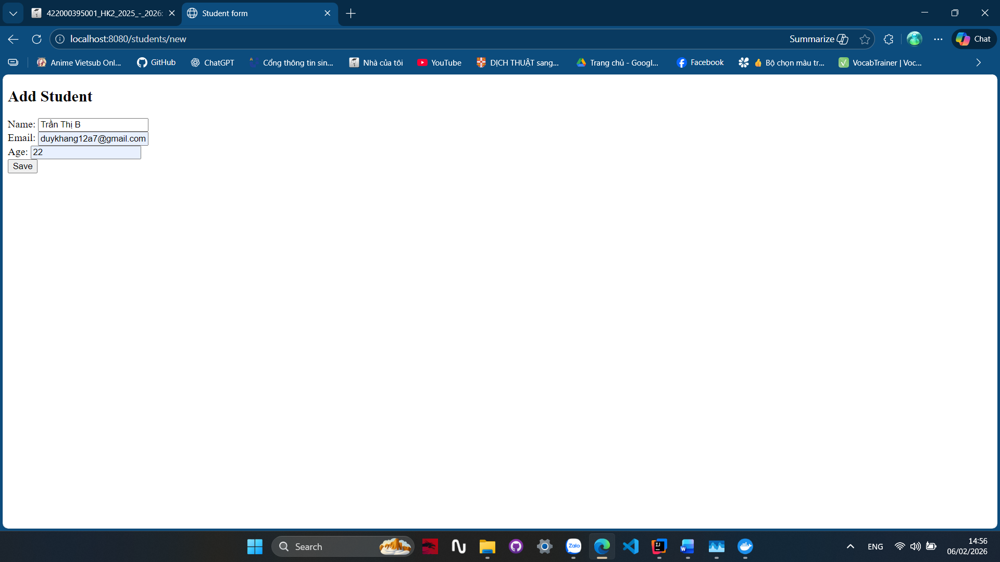 422000395001_HK2_2025_-_2026:
Student form
localhost:8080/students/new
Summarize
Chat
Anime Vietsub Onl...
GitHub
ChatGPT
Cổng thông tin sin...
Nhà của tôi
YouTube
DỊCH THUẬT sang...
Trang chủ - Googl...
Facebook
👍 Bộ chọn màu tr...
VocabTrainer | Voc...
Add Student
Name: Trần Thị B
Email: duykhang12a7@gmail.com
Age: 22
Save
Search
Zalo
ENG
14:56
06/02/2026